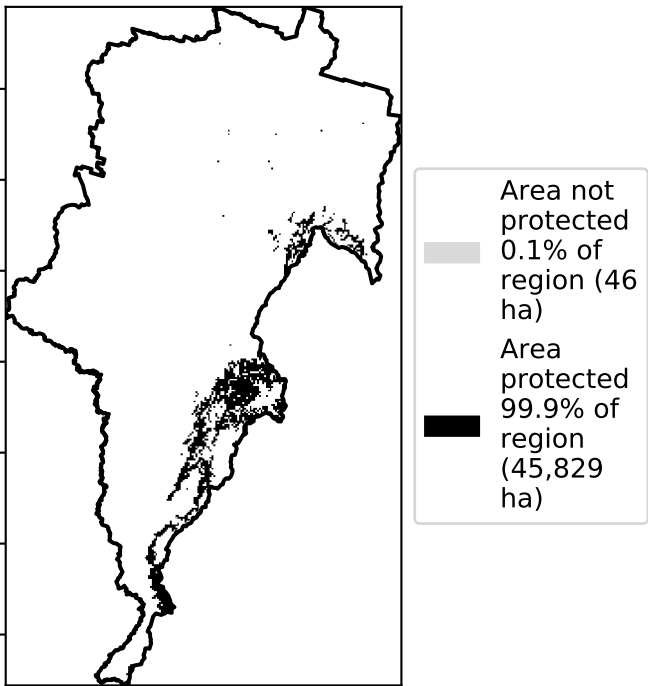 Area not
protected
0.1% of
region (46
ha)
Area
protected
99.9% of
region
(45,829
ha)